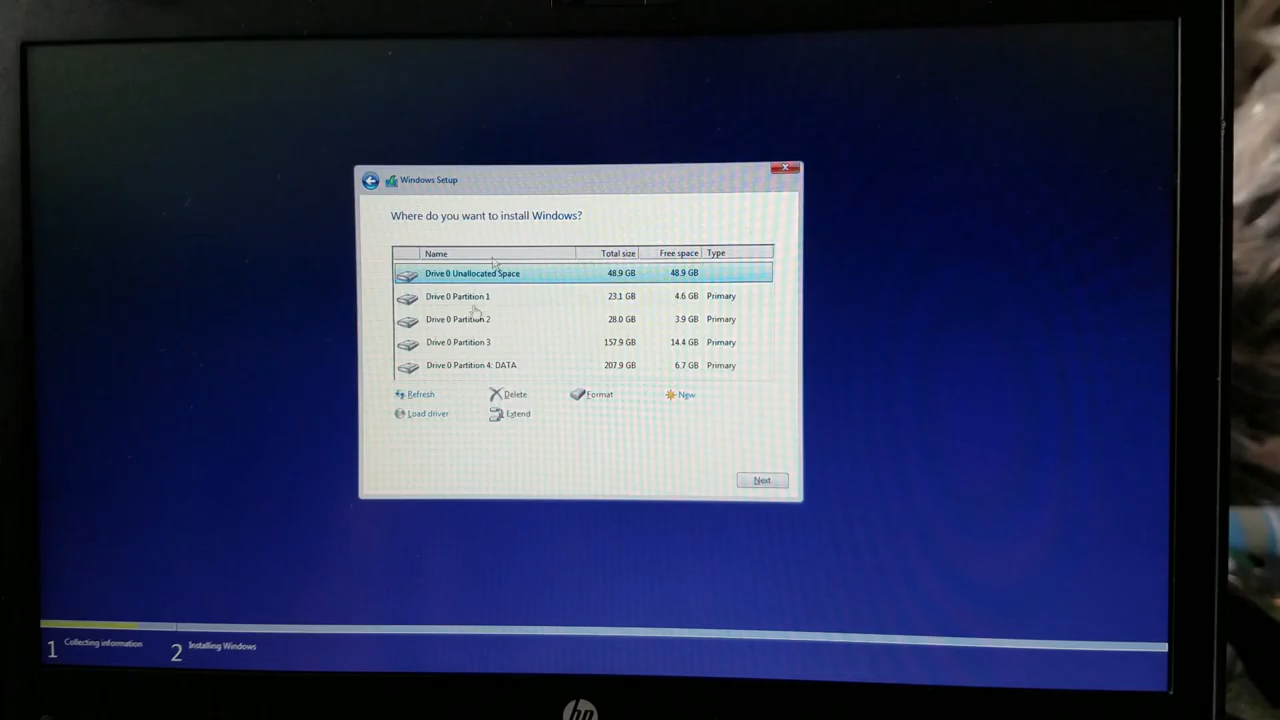 Windows Setup
Where do you want to install Windows?
Name Total size Free space Type
Drive 0 Unallocated Space 48.9 GB 48.9 GB
Drive 0 Partition 1 23.1 GB 4.6 GB Primary
Drive 0 Partition 2 28.0 GB 3.9 GB Primary
Drive 0 Partition 3 157.9 GB 14.4 GB Primary
Drive 0 Partition 4: DATA 207.9 GB 6.7 GB Primary
Refresh Delete Format New
Load driver Extend
Next
1 Collecting information 2 Installing Windows
hp